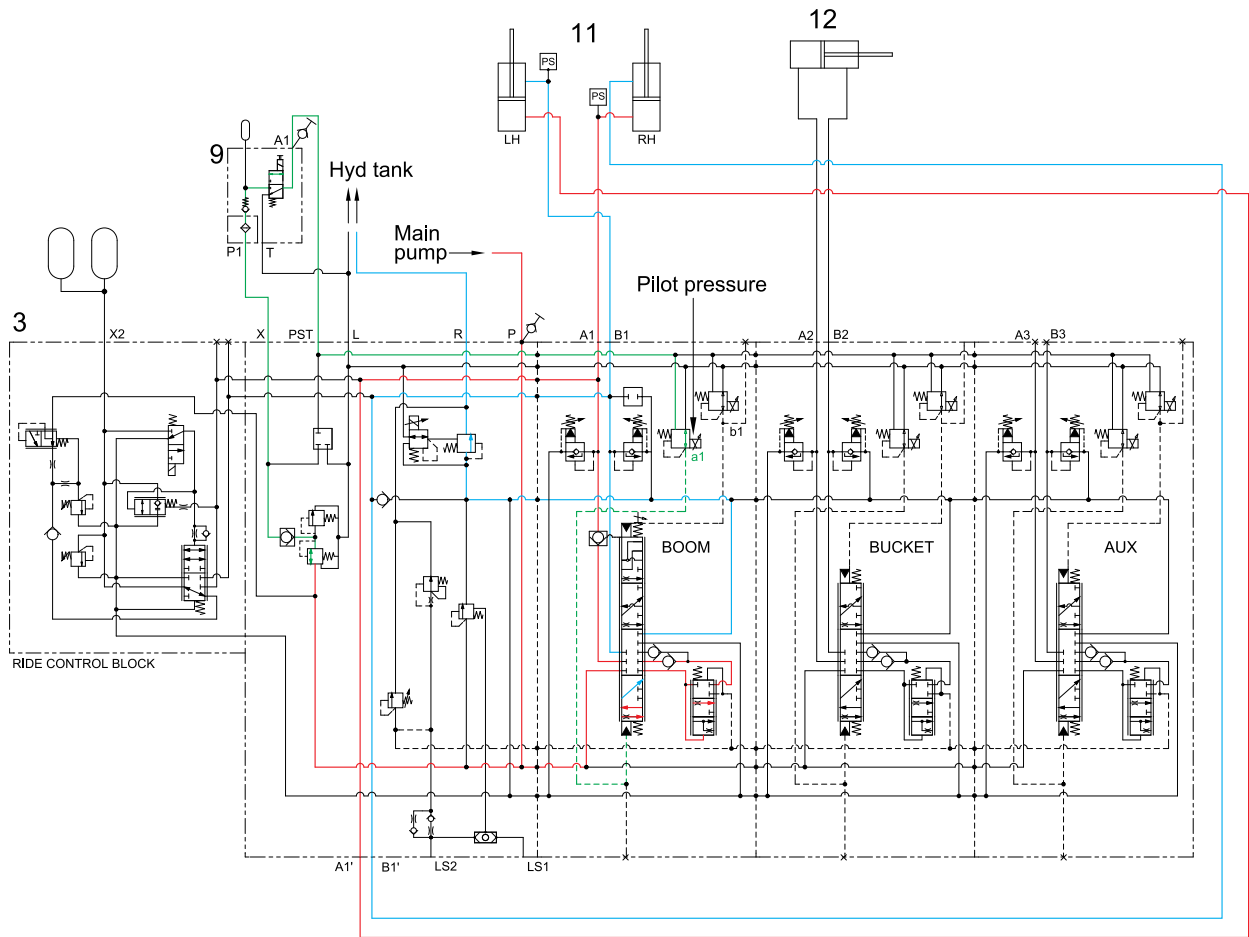 11
12
PS
PS
LH
RH
9
A1
P1
T
Hyd tank
Main
pump
Pilot pressure
3
X2
X
PST
L
R
P
A1
B1
A2
B2
A3
B3
b1
a1
BOOM
BUCKET
AUX
RIDE CONTROL BLOCK
A1'
B1'
LS2
LS1